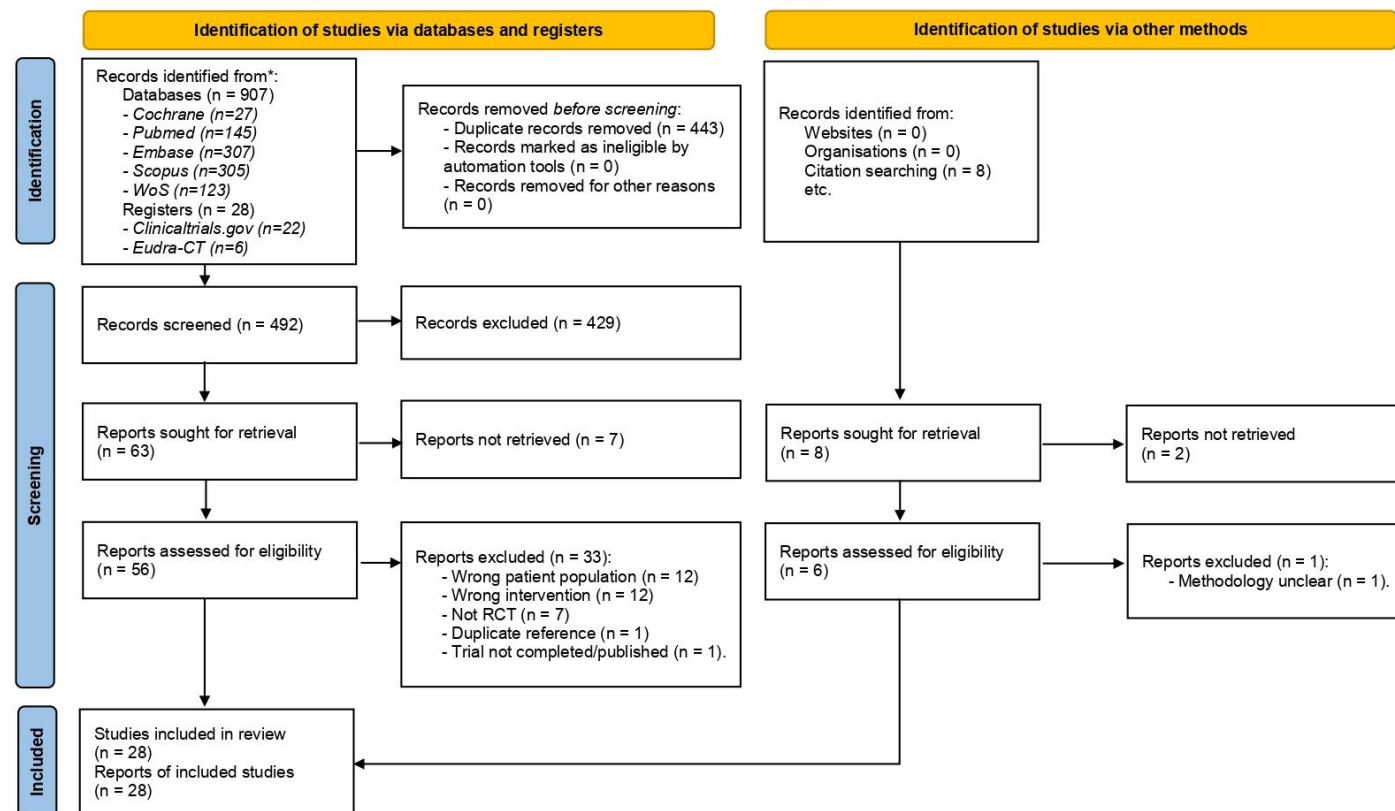 Identification of studies via databases and registers
Identification of studies via other methods
Identification
Records identified from*:
Databases (n = 907)
- Cochrane (n=27)
- Pubmed (n=145)
- Embase (n=307)
- Scopus (n=305)
- WoS (n=123)
Registers (n = 28)
- Clinicaltrials.gov (n=22)
- Eudra-CT (n=6)
Records removed before screening:
- Duplicate records removed (n = 443)
- Records marked as ineligible by
automation tools (n = 0)
- Records removed for other reasons
(n = 0)
Records identified from:
Websites (n = 0)
Organisations (n = 0)
Citation searching (n = 8)
etc.
Screening
Records screened (n = 492)
Records excluded (n = 429)
Reports sought for retrieval
(n = 63)
Reports not retrieved (n = 7)
Reports sought for retrieval
(n = 8)
Reports not retrieved
(n = 2)
Reports assessed for eligibility
(n = 56)
Reports excluded (n = 33):
- Wrong patient population (n = 12)
- Wrong intervention (n = 12)
- Not RCT (n = 7)
- Duplicate reference (n = 1)
- Trial not completed/published (n = 1).
Reports assessed for eligibility
(n = 6)
Reports excluded (n = 1):
- Methodology unclear (n = 1).
Included
Studies included in review
(n = 28)
Reports of included studies
(n = 28)